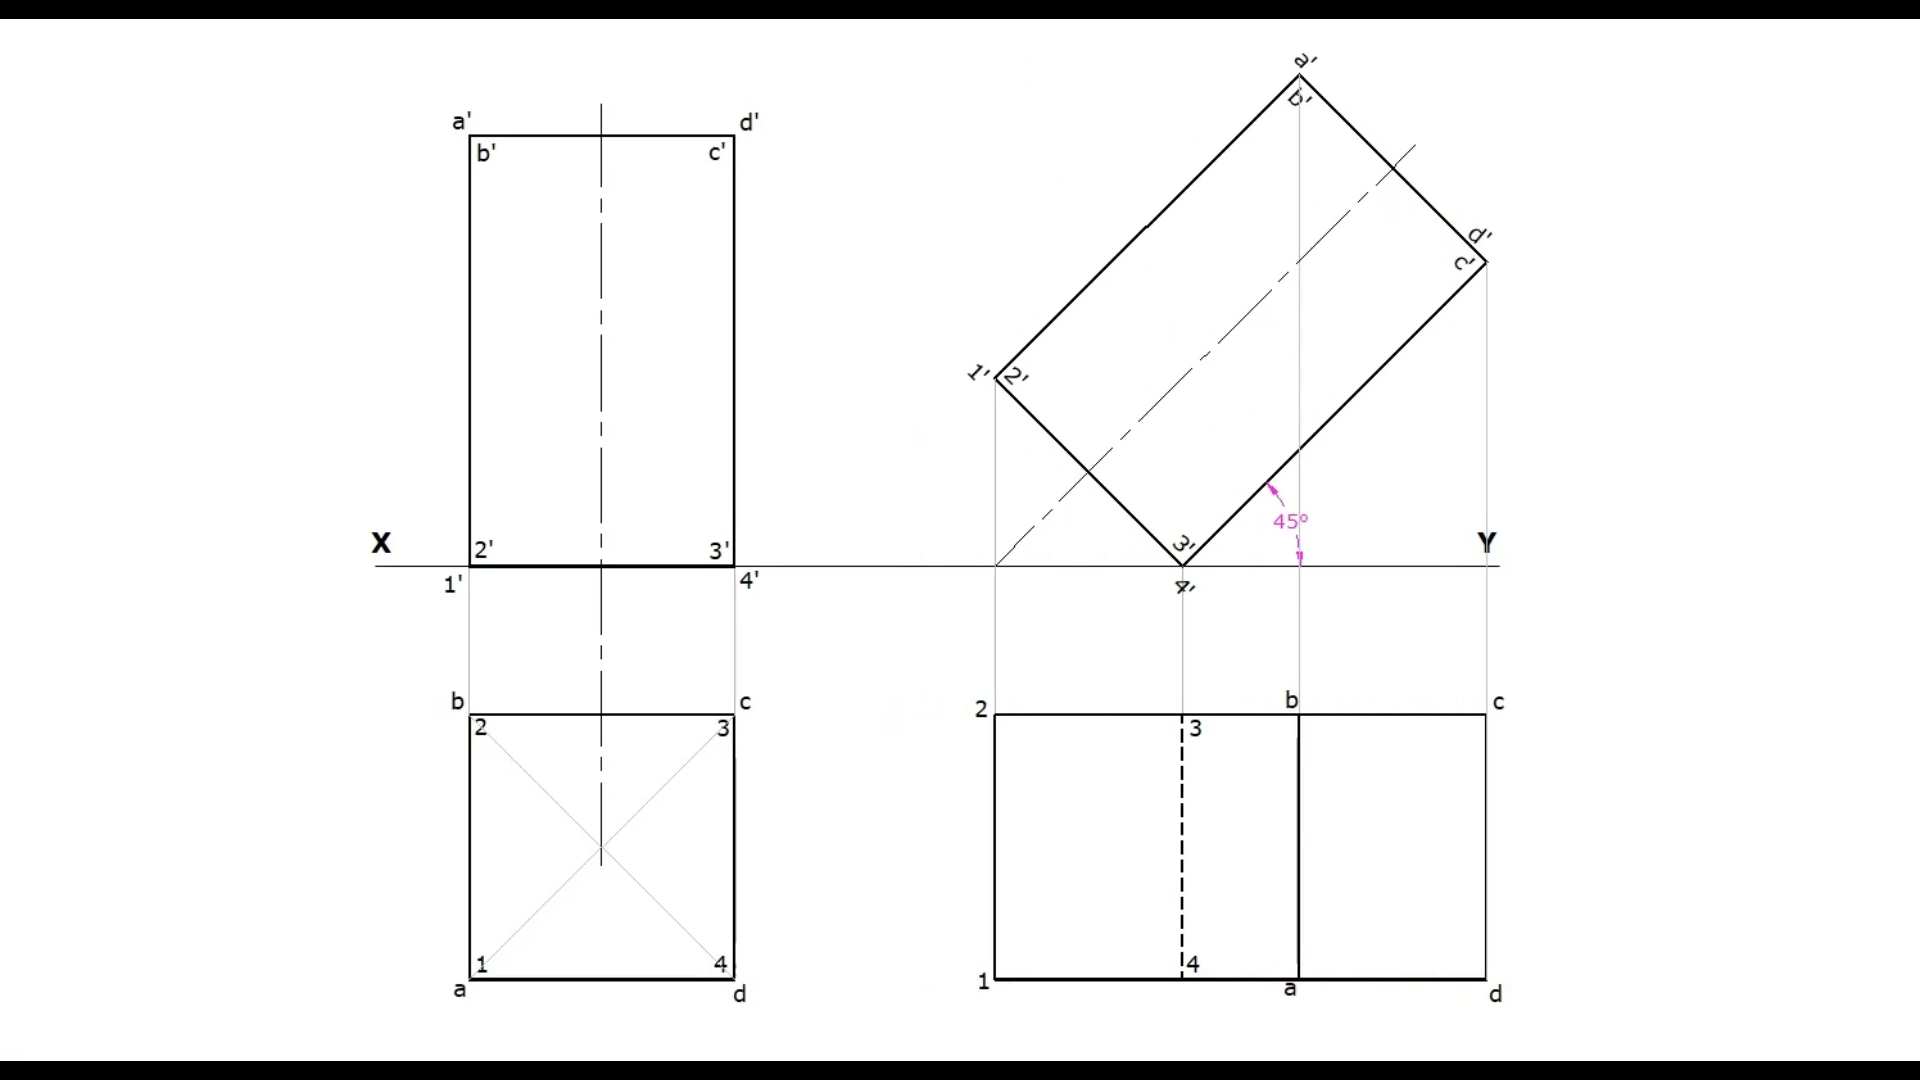 a' d'
b' c'
X 2' 3'
1' 4'
b c
2 3
1 4
a d
a'
b'
d'
c'
1' 2'
45°
3' Y
4'
2 b c
3
4
1 a d